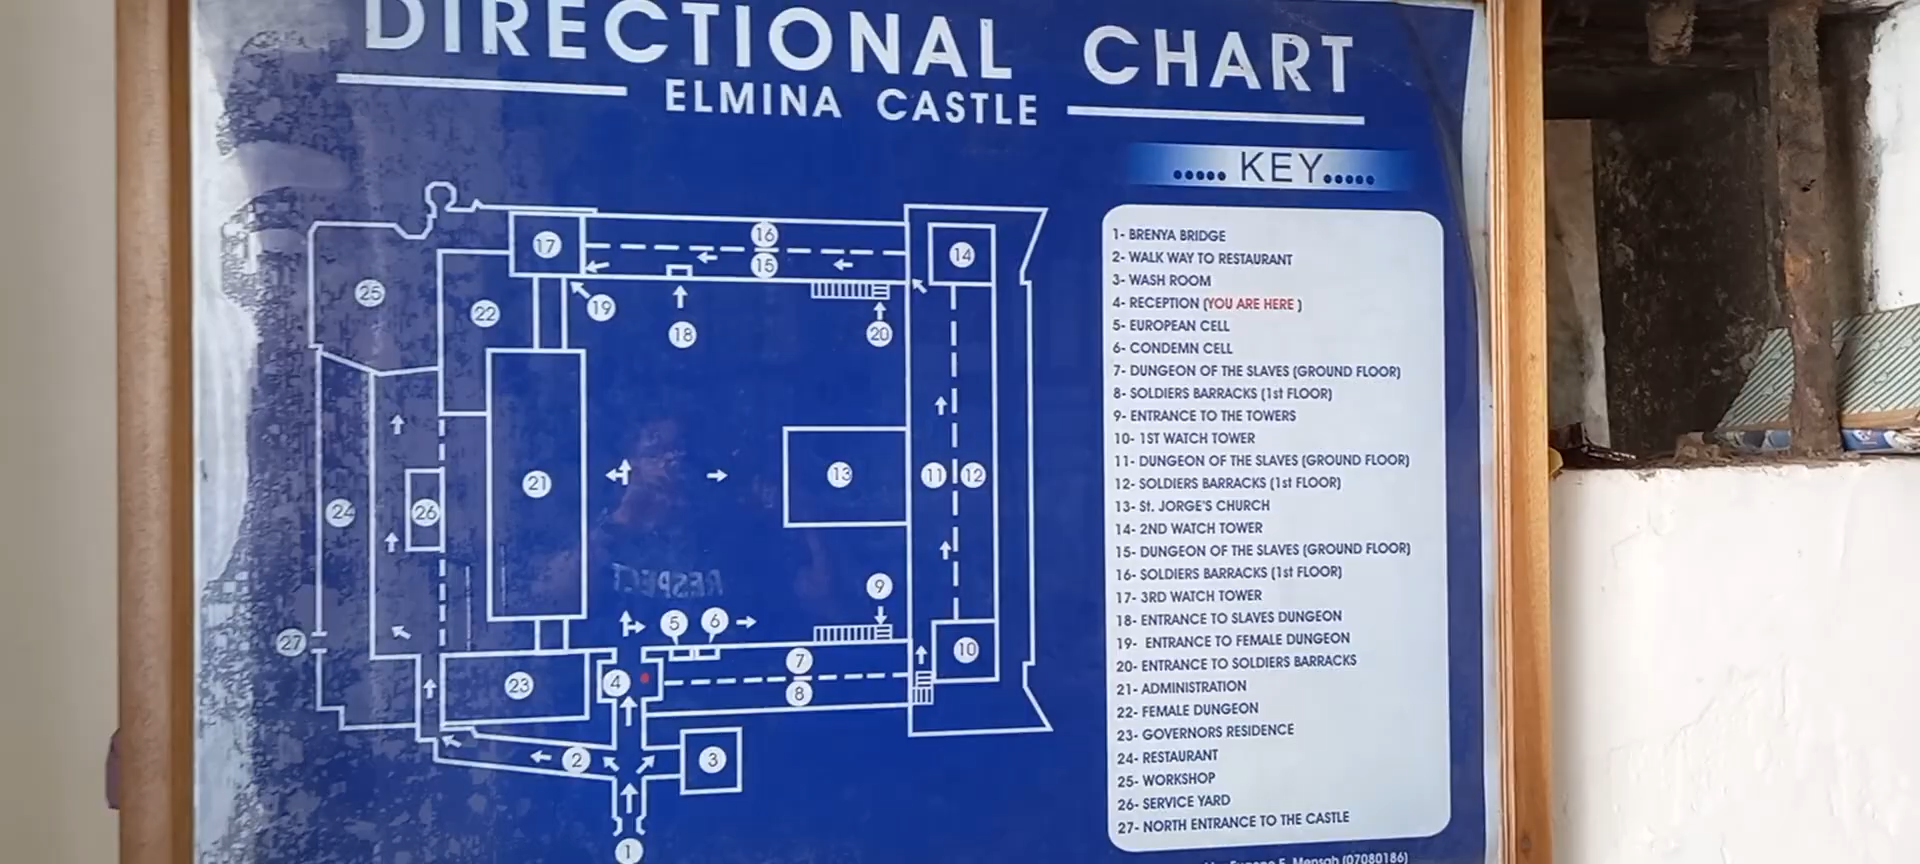 DIRECTIONAL CHART
ELMINA CASTLE
..... KEY.....
1- BRENYA BRIDGE
2- WALK WAY TO RESTAURANT
3- WASH ROOM
4- RECEPTION (YOU ARE HERE )
5- EUROPEAN CELL
6- CONDEMN CELL
7- DUNGEON OF THE SLAVES (GROUND FLOOR)
8- SOLDIERS BARRACKS (1st FLOOR)
9- ENTRANCE TO THE TOWERS
10- 1ST WATCH TOWER
11- DUNGEON OF THE SLAVES (GROUND FLOOR)
12- SOLDIERS BARRACKS (1st FLOOR)
13- St. JORGE'S CHURCH
14- 2ND WATCH TOWER
15- DUNGEON OF THE SLAVES (GROUND FLOOR)
16- SOLDIERS BARRACKS (1st FLOOR)
17- 3RD WATCH TOWER
18- ENTRANCE TO SLAVES DUNGEON
19- ENTRANCE TO FEMALE DUNGEON
20- ENTRANCE TO SOLDIERS BARRACKS
21- ADMINISTRATION
22- FEMALE DUNGEON
23- GOVERNORS RESIDENCE
24- RESTAURANT
25- WORKSHOP
26- SERVICE YARD
27- NORTH ENTRANCE TO THE CASTLE
16
17
14
15
25
19
22
18
20
13
11
12
21
24
26
9
5
6
27
10
7
4
23
8
2
3
1
RESPECT
Eugene F. Mensah (07080186)